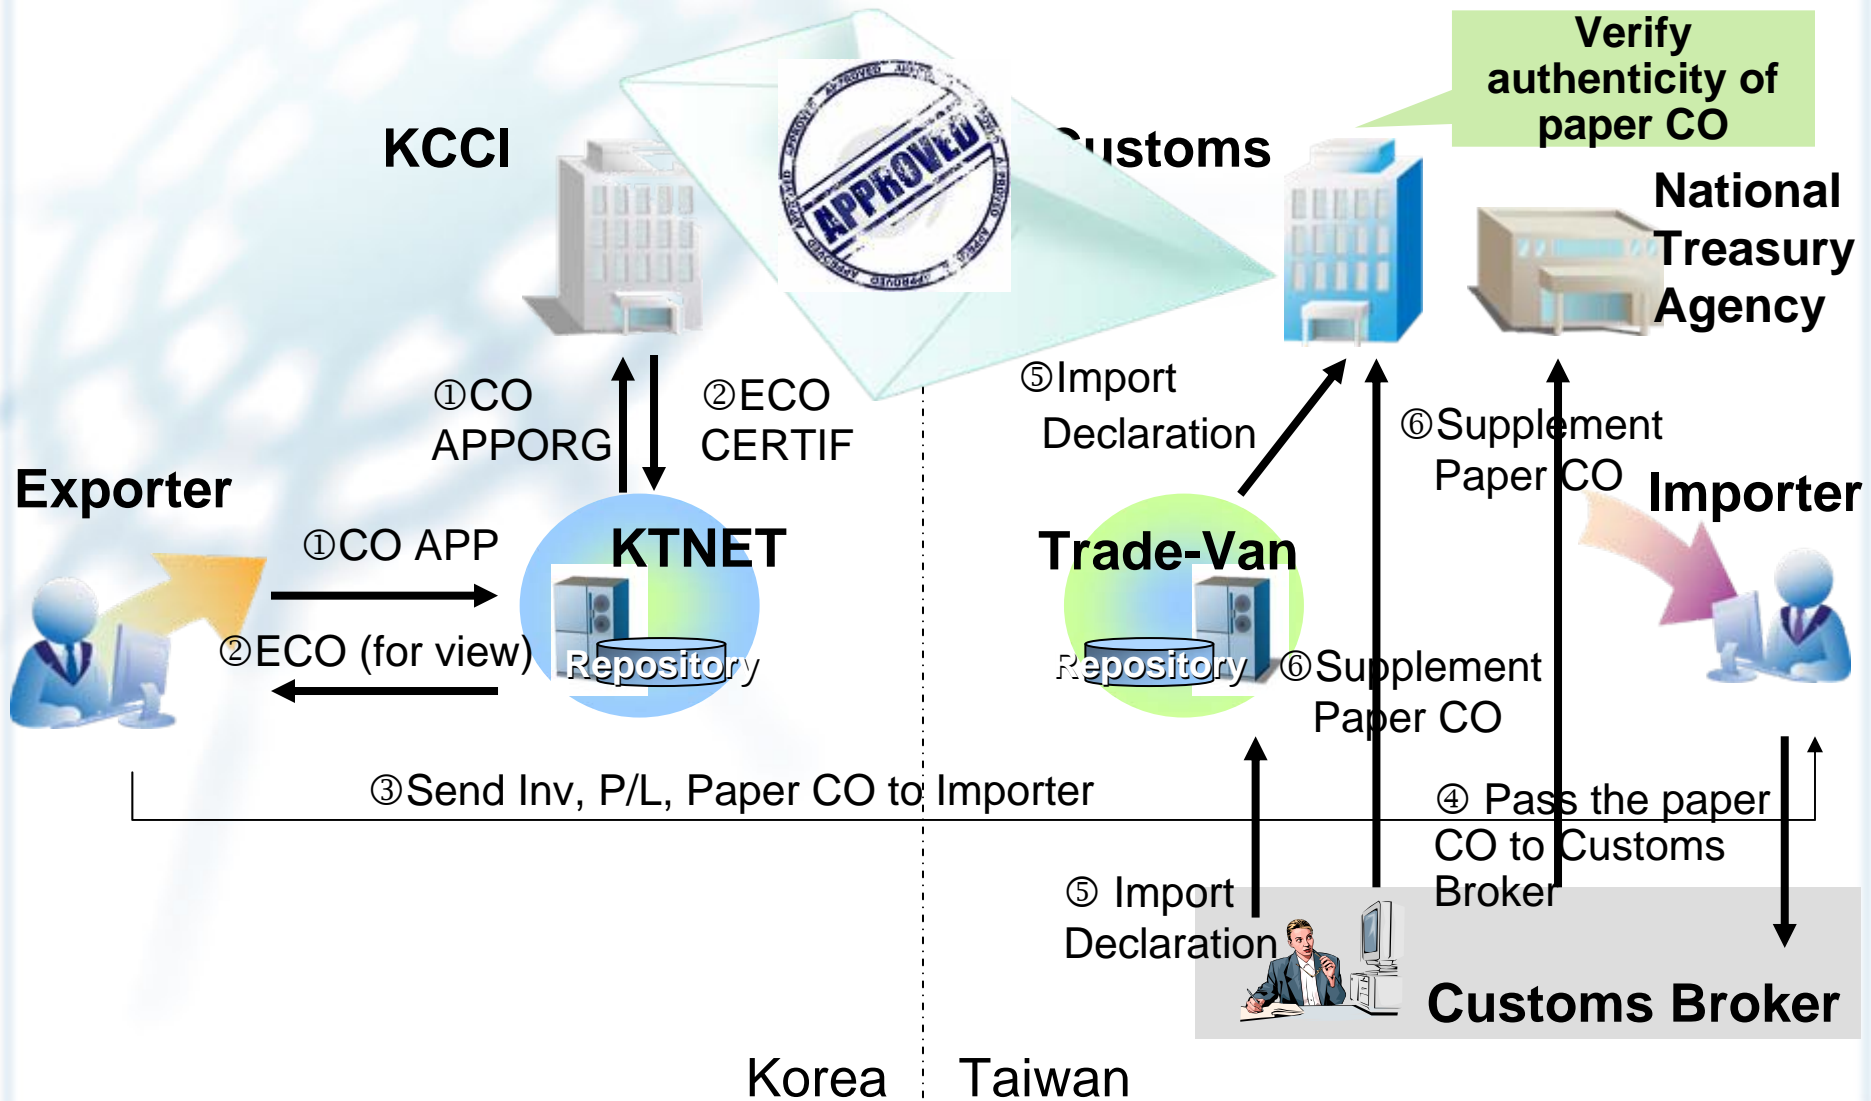 Verify
authenticity of
paper CO
KCCI
ustoms
APPROVED
National
Treasury
Agency
①CO
APPORG
②ECO
CERTIF
⑤Import
Declaration
⑥Supplement
Paper CO
Exporter
Importer
①CO APP
KTNET
Trade-Van
②ECO (for view)
Repository
Repository
⑥Supplement
Paper CO
③Send Inv, P/L, Paper CO to Importer
④ Pass the paper
CO to Customs
Broker
⑤ Import
Declaration
Customs Broker
Korea
Taiwan